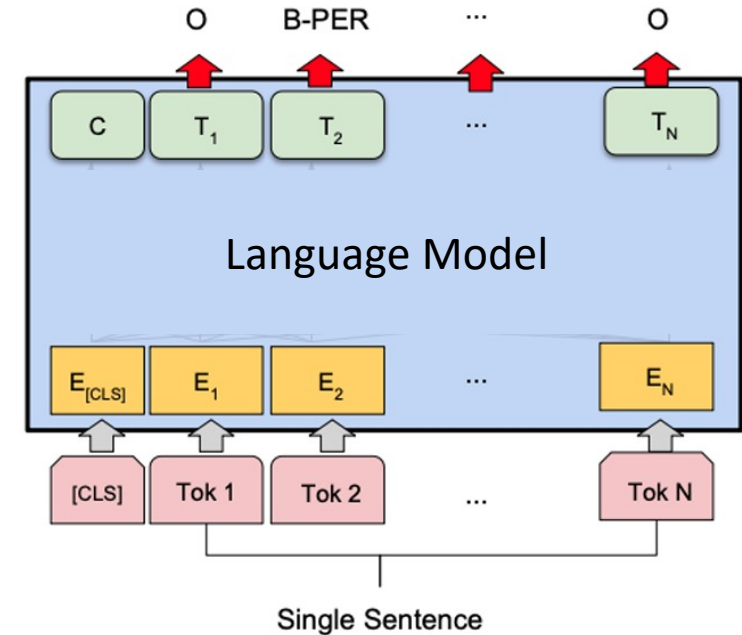 O B-PER ... O
C T1 T2 ... TN
Language Model
E[CLS] E1 E2 ... EN
[CLS] Tok 1 Tok 2 ... Tok N
Single Sentence